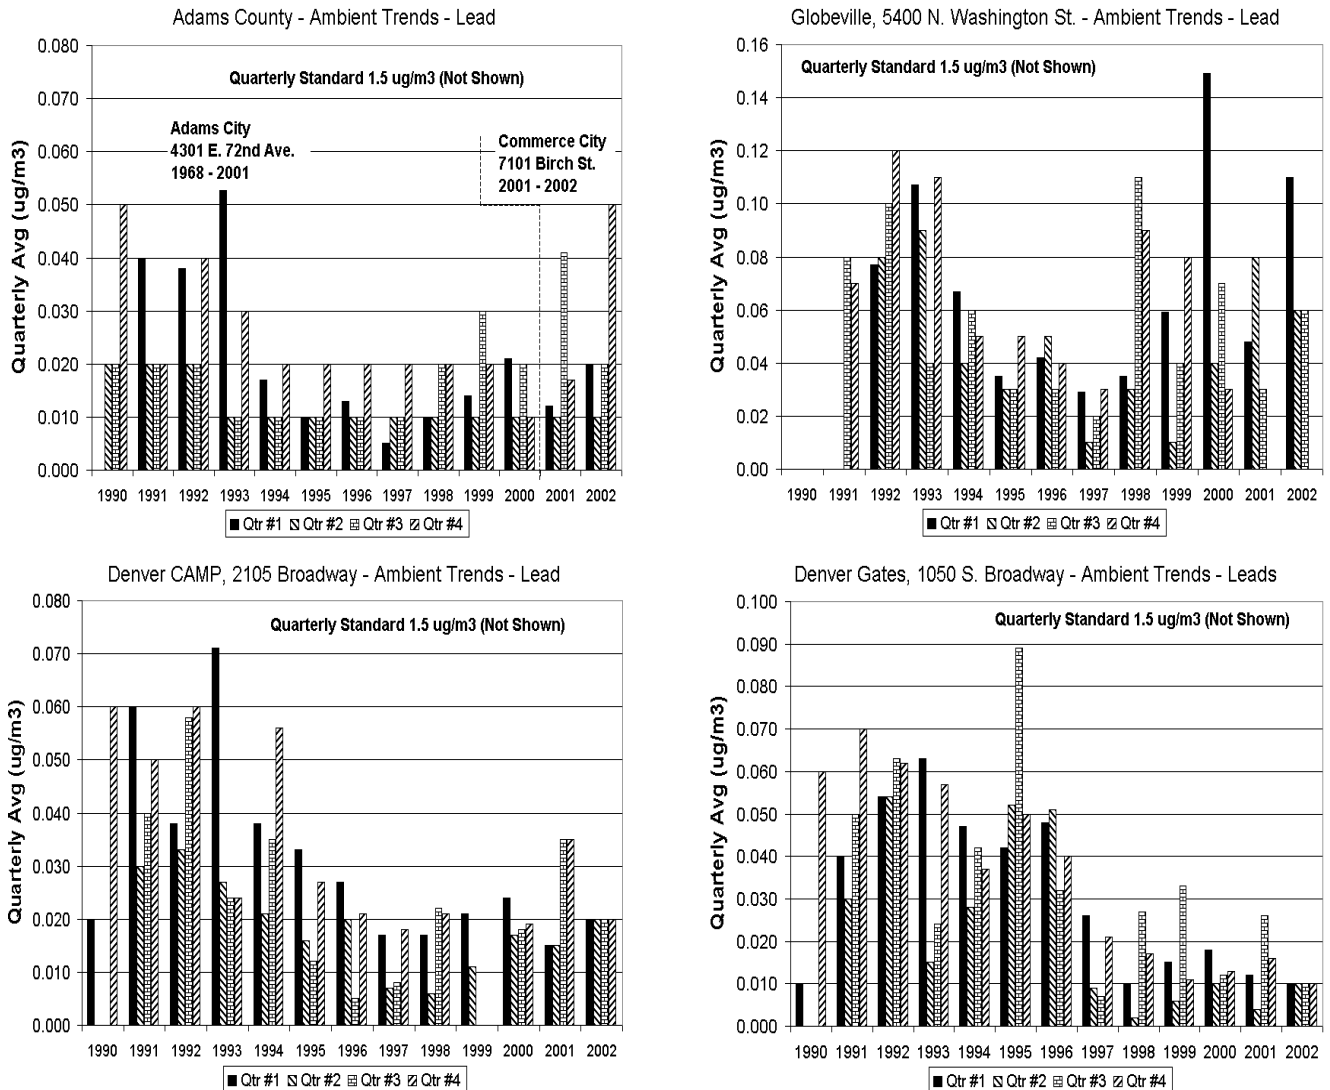 Adams County - Ambient Trends - Lead
0.080
0.070
0.060
0.050
0.040
0.030
0.020
0.010
0.000
Quarterly Avg (ug/m3)
Quarterly Standard 1.5 ug/m3 (Not Shown)
Adams City
4301 E. 72nd Ave.
1968 - 2001
Commerce City
7101 Birch St.
2001 - 2002
1990 1991 1992 1993 1994 1995 1996 1997 1998 1999 2000 2001 2002
Qtr #1 Qtr #2 Qtr #3 Qtr #4
Globeville, 5400 N. Washington St. - Ambient Trends - Lead
0.16
0.14
0.12
0.10
0.08
0.06
0.04
0.02
0.00
Quarterly Avg (ug/m3)
Quarterly Standard 1.5 ug/m3 (Not Shown)
1990 1991 1992 1993 1994 1995 1996 1997 1998 1999 2000 2001 2002
Qtr #1 Qtr #2 Qtr #3 Qtr #4
Denver CAMP, 2105 Broadway - Ambient Trends - Lead
0.080
0.070
0.060
0.050
0.040
0.030
0.020
0.010
0.000
Quarterly Avg (ug/m3)
Quarterly Standard 1.5 ug/m3 (Not Shown)
1990 1991 1992 1993 1994 1995 1996 1997 1998 1999 2000 2001 2002
Qtr #1 Qtr #2 Qtr #3 Qtr #4
Denver Gates, 1050 S. Broadway - Ambient Trends - Leads
0.100
0.090
0.080
0.070
0.060
0.050
0.040
0.030
0.020
0.010
0.000
Quarterly Avg (ug/m3)
Quarterly Standard 1.5 ug/m3 (Not Shown)
1990 1991 1992 1993 1994 1995 1996 1997 1998 1999 2000 2001 2002
Qtr #1 Qtr #2 Qtr #3 Qtr #4